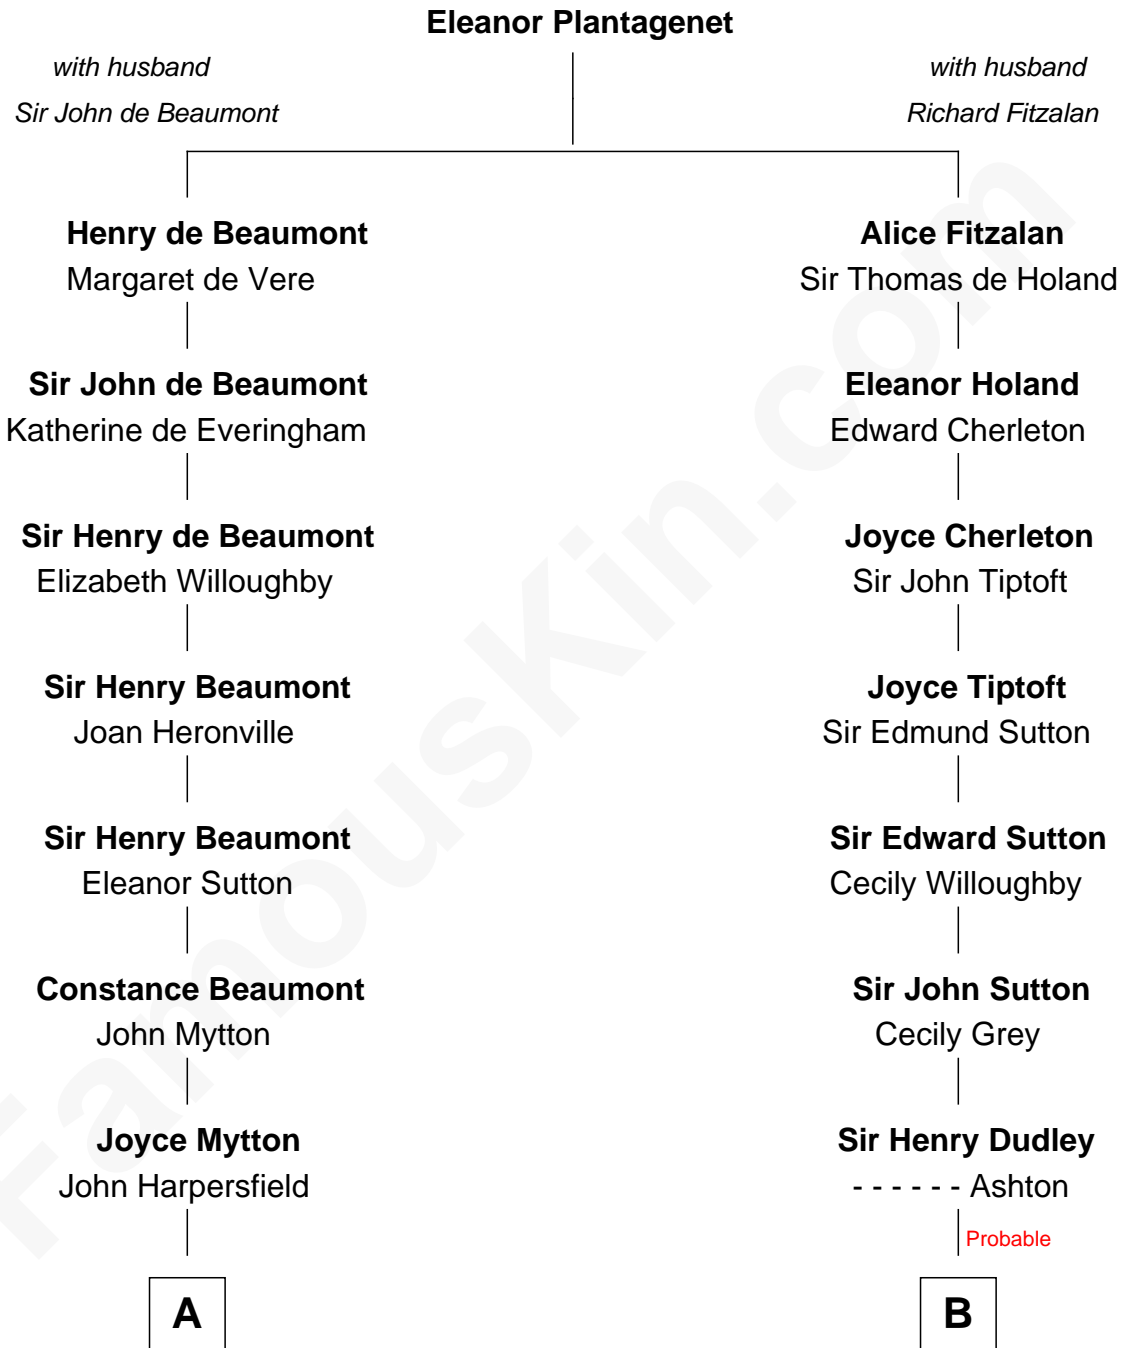 Eleanor Plantagenet
with husband
Sir John de Beaumont
with husband
Richard Fitzalan
Henry de Beaumont
Margaret de Vere
Alice Fitzalan
Sir Thomas de Holand
Sir John de Beaumont
Katherine de Everingham
Eleanor Holand
Edward Cherleton
Sir Henry de Beaumont
Elizabeth Willoughby
Joyce Cherleton
Sir John Tiptoft
Sir Henry Beaumont
Joan Heronville
Joyce Tiptoft
Sir Edmund Sutton
Sir Henry Beaumont
Eleanor Sutton
Sir Edward Sutton
Cecily Willoughby
Constance Beaumont
John Mytton
Sir John Sutton
Cecily Grey
Joyce Mytton
John Harpersfield
Sir Henry Dudley
- - - - - - Ashton
Probable
A
B
FamousKin.com